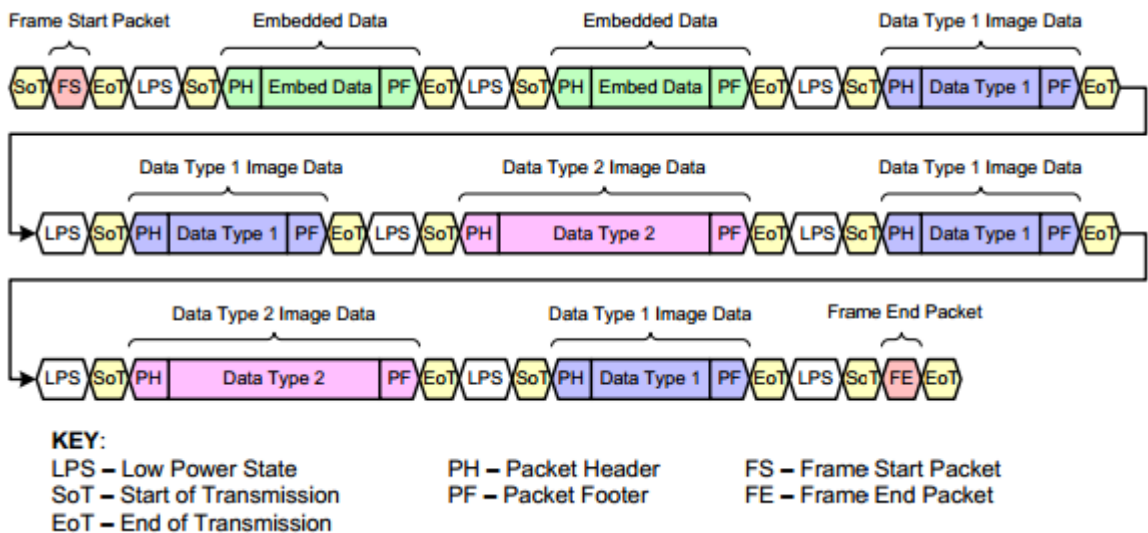 Frame Start Packet Embedded Data Embedded Data Data Type 1 Image Data
SoT FS EoT LPS SoT PH Embed Data PF EoT LPS SoT PH Embed Data PF EoT LPS SoT PH Data Type 1 PF EoT
Data Type 1 Image Data Data Type 2 Image Data Data Type 1 Image Data
LPS SoT PH Data Type 1 PF EoT LPS SoT PH Data Type 2 PF EoT LPS SoT PH Data Type 1 PF EoT
Data Type 2 Image Data Data Type 1 Image Data Frame End Packet
LPS SoT PH Data Type 2 PF EoT LPS SoT PH Data Type 1 PF EoT LPS SoT FE EoT
KEY:
LPS – Low Power State PH – Packet Header FS – Frame Start Packet
SoT – Start of Transmission PF – Packet Footer FE – Frame End Packet
EoT – End of Transmission